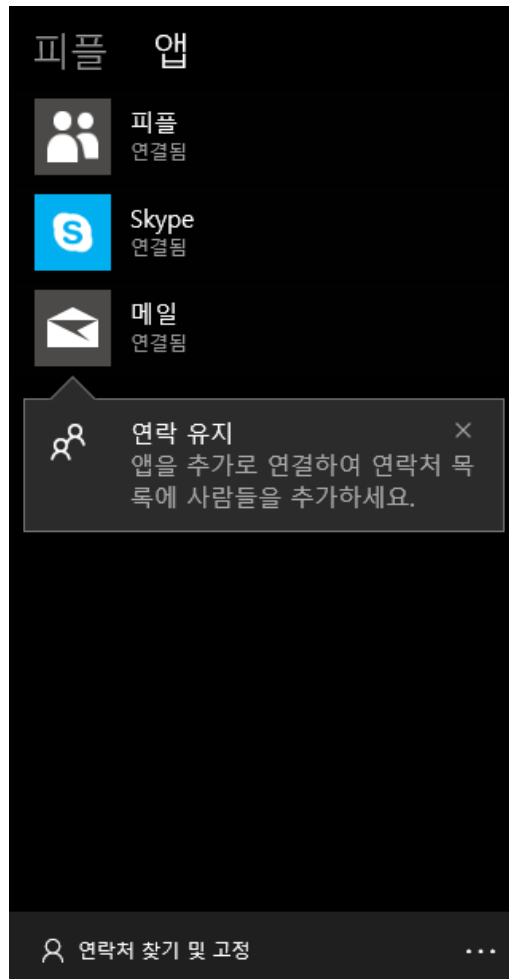 피플 앱
피플
연결됨
Skype
연결됨
메일
연결됨
연락 유지
앱을 추가로 연결하여 연락처 목
록에 사람들을 추가하세요.
연락처 찾기 및 고정